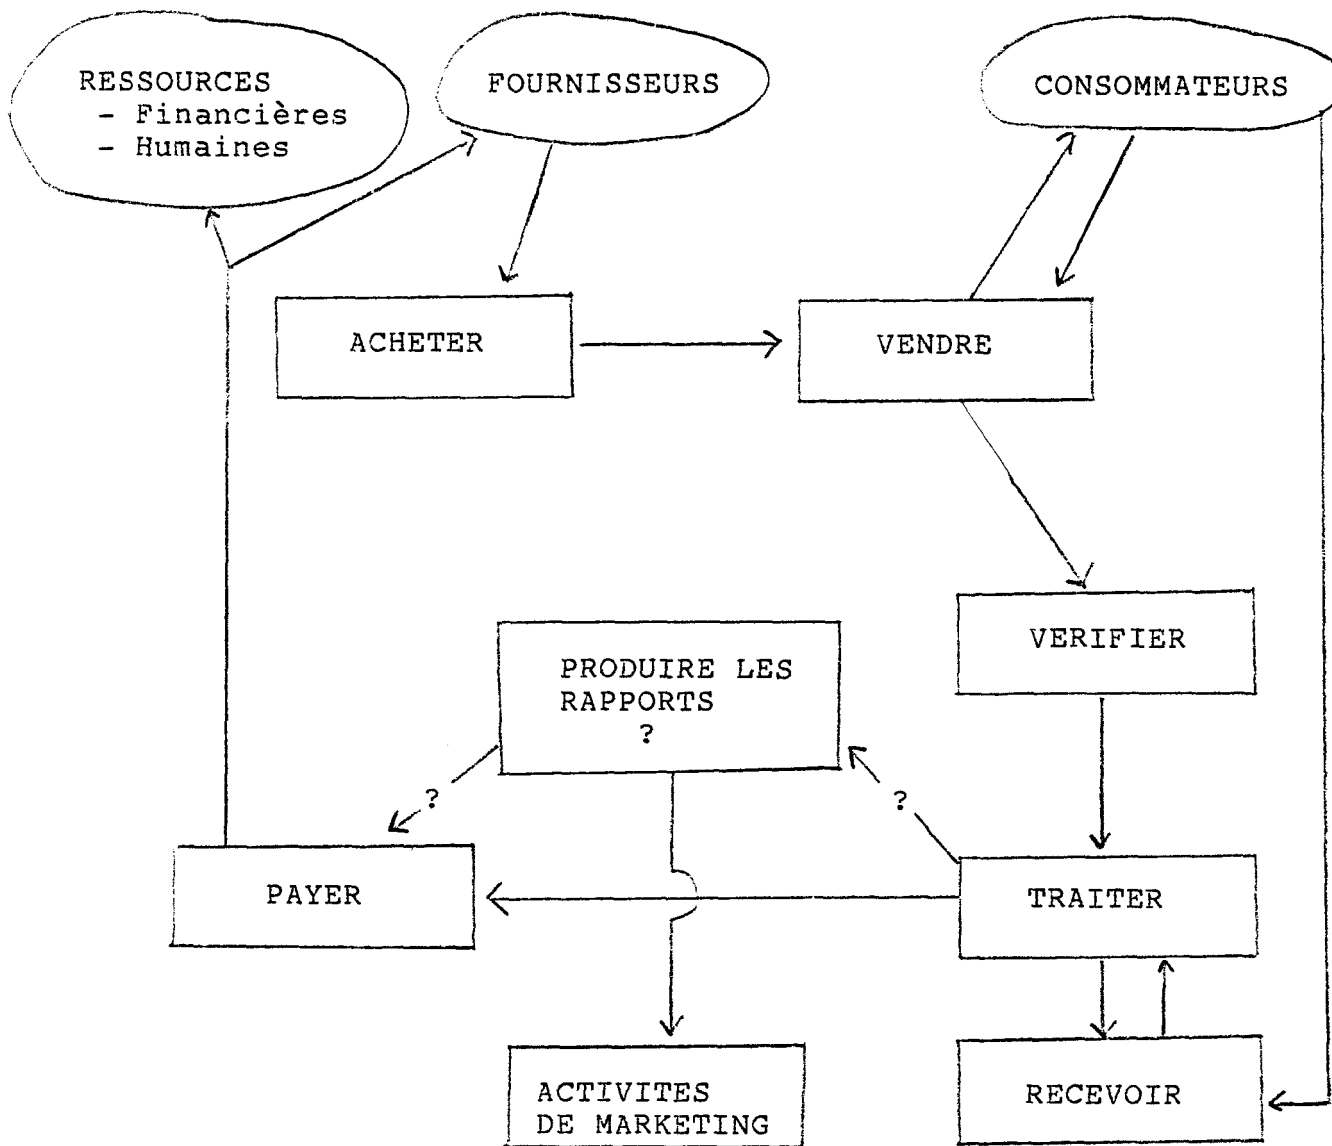 RESSOURCES
- Financières
- Humaines
FOURNISSEURS
CONSOMMATEURS
ACHETER
VENDRE
VERIFIER
PRODUIRE LES
RAPPORTS
?
?
?
PAYER
TRAITER
ACTIVITES
DE MARKETING
RECEVOIR